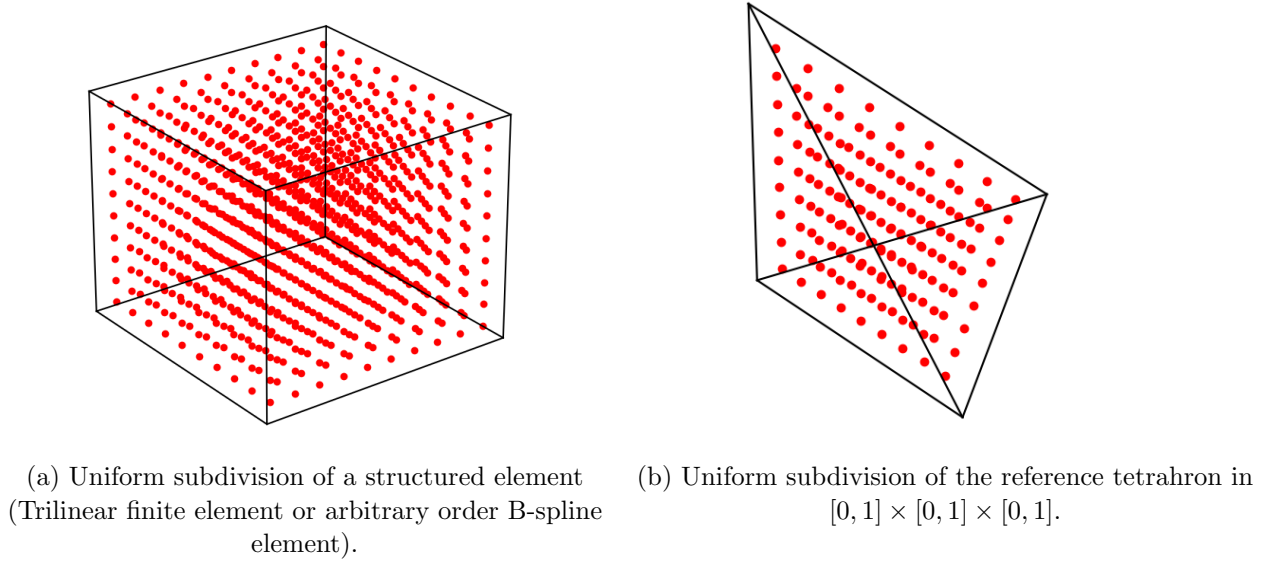 (a) Uniform subdivision of a structured element
(Trilinear finite element or arbitrary order B-spline
element).
(b) Uniform subdivision of the reference tetrahron in
[0, 1] × [0, 1] × [0, 1].